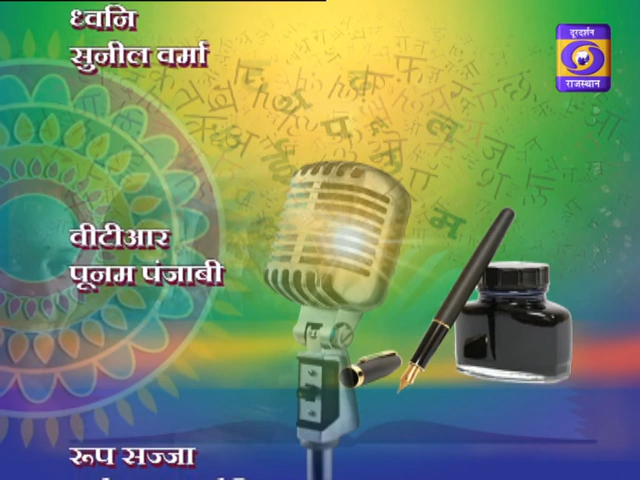 ध्वनि
सुनील वर्मा
दूरदर्शन
राजस्थान
वीटीआर
पूनम पंजाबी
रूप सज्जा